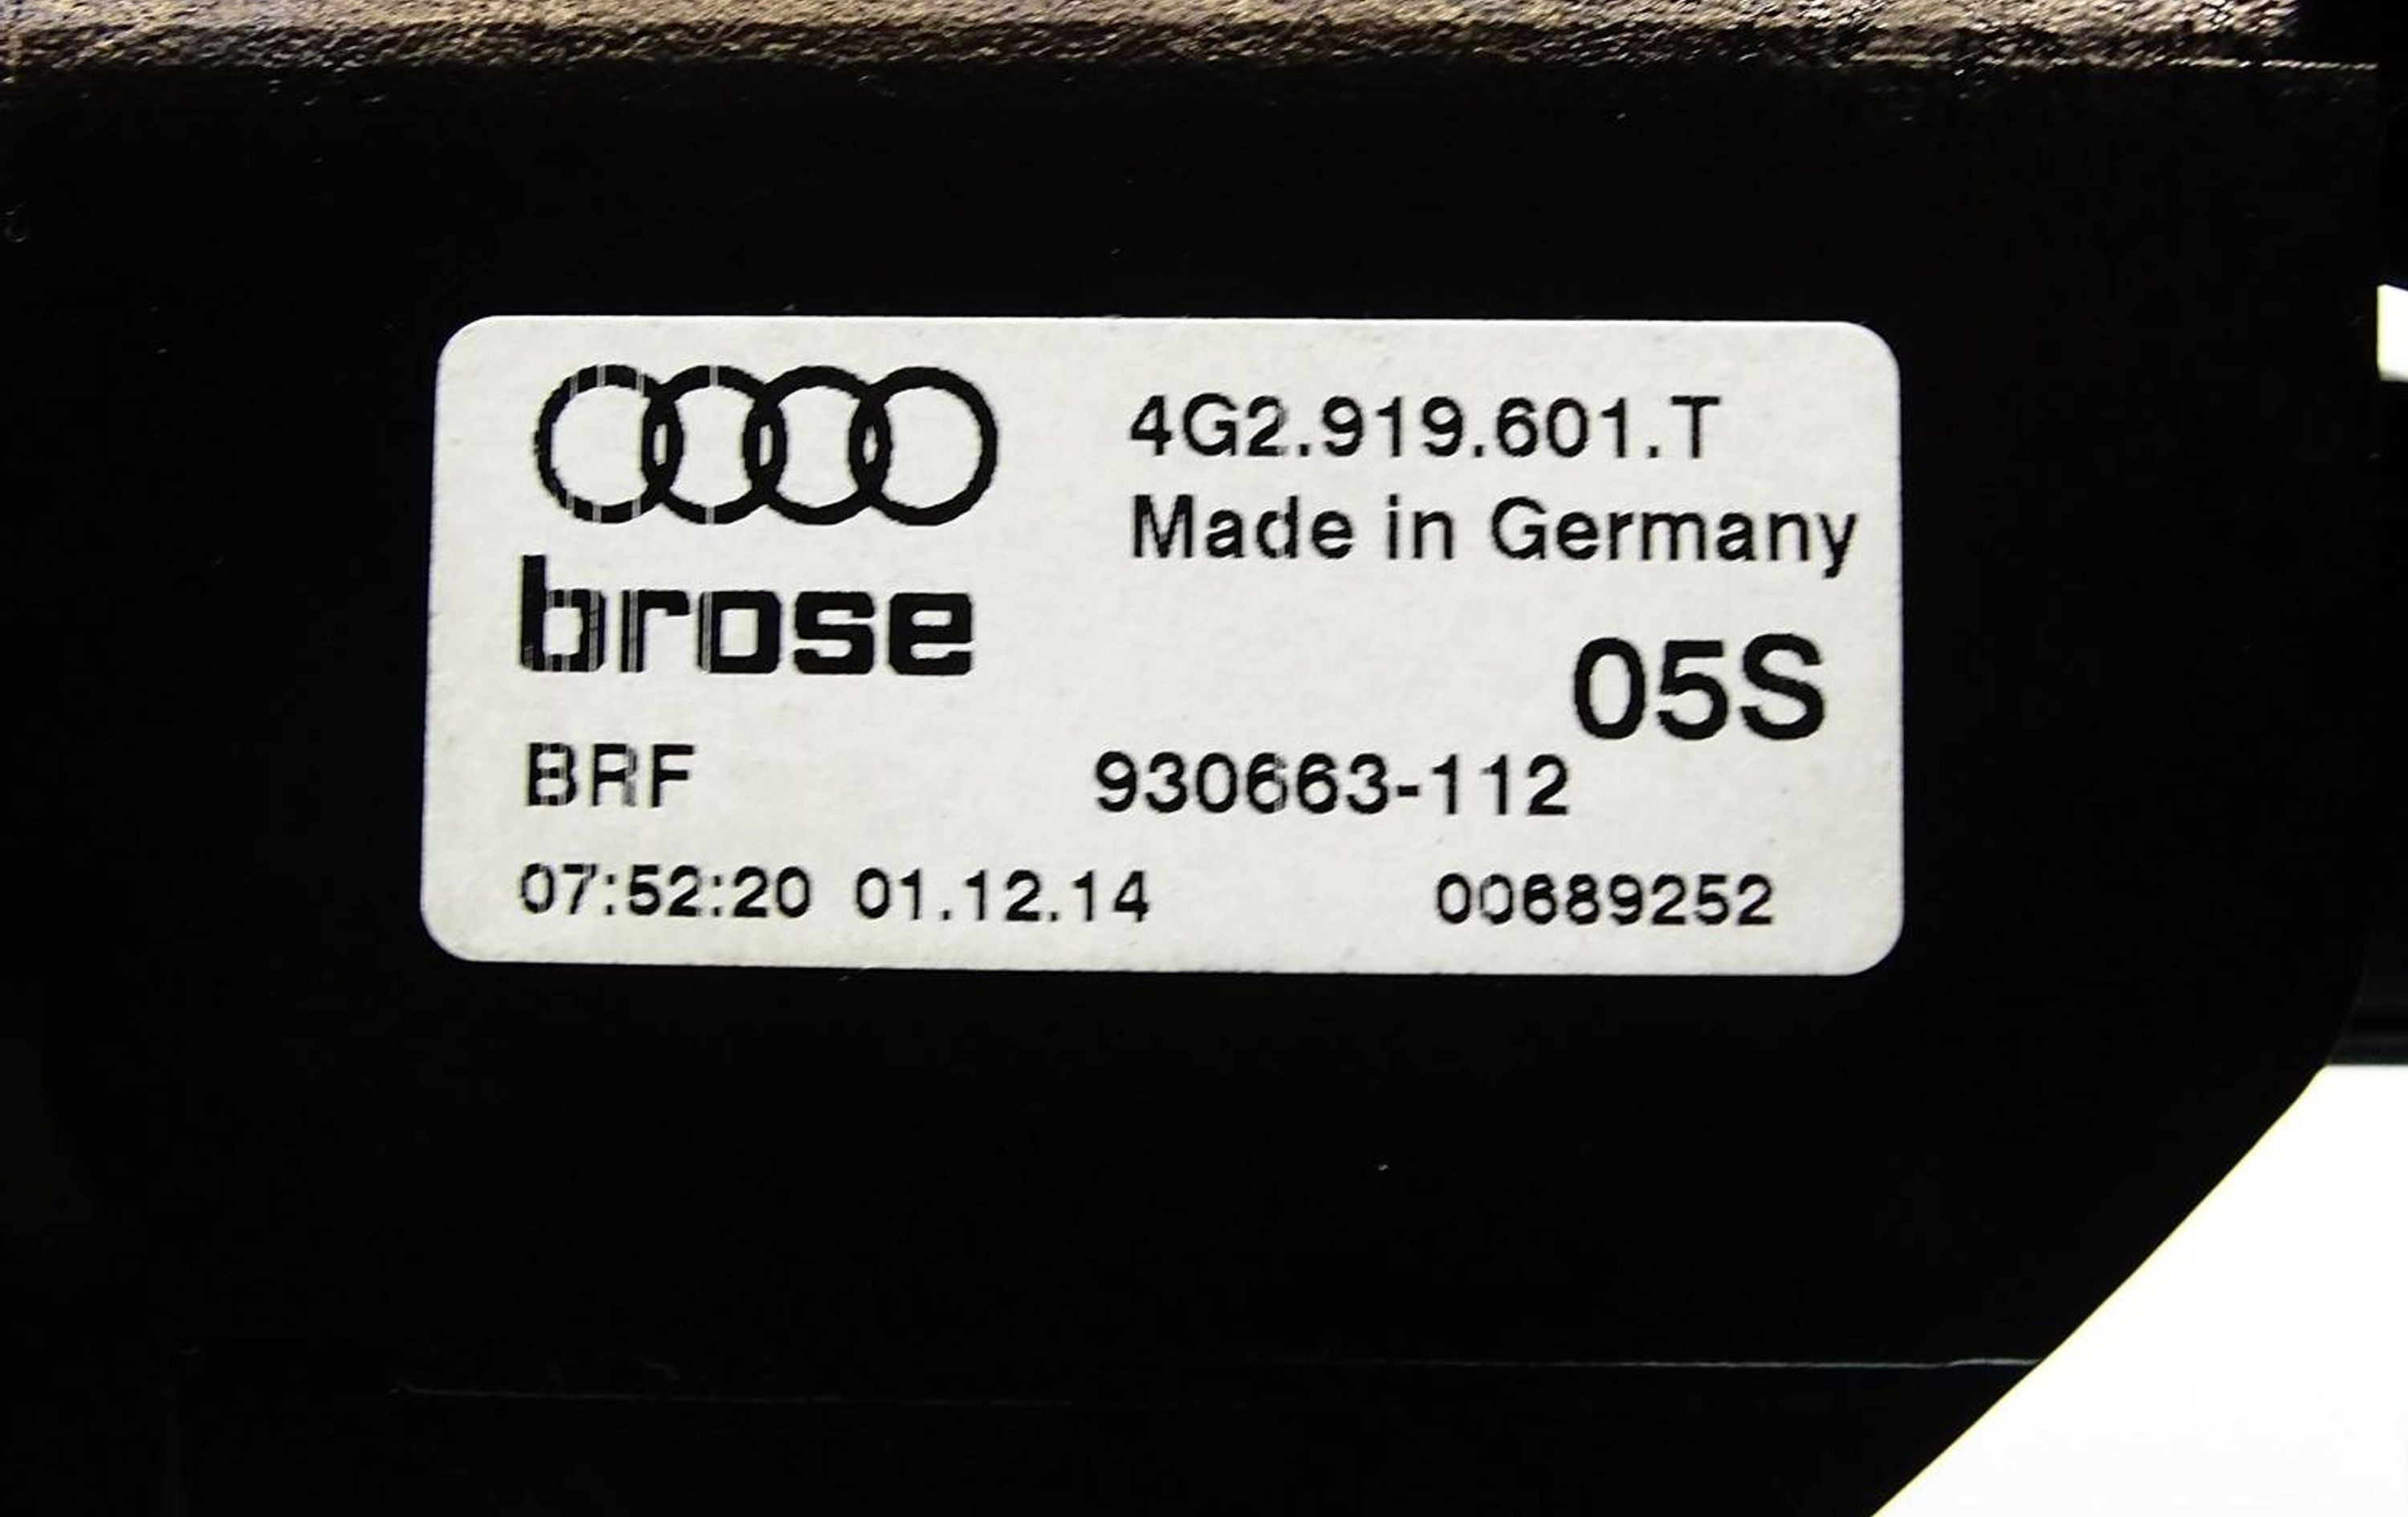 4G2.919.601.T
Made in Germany
brose
05S
BRF 930663-112
07:52:20 01.12.14 00689252